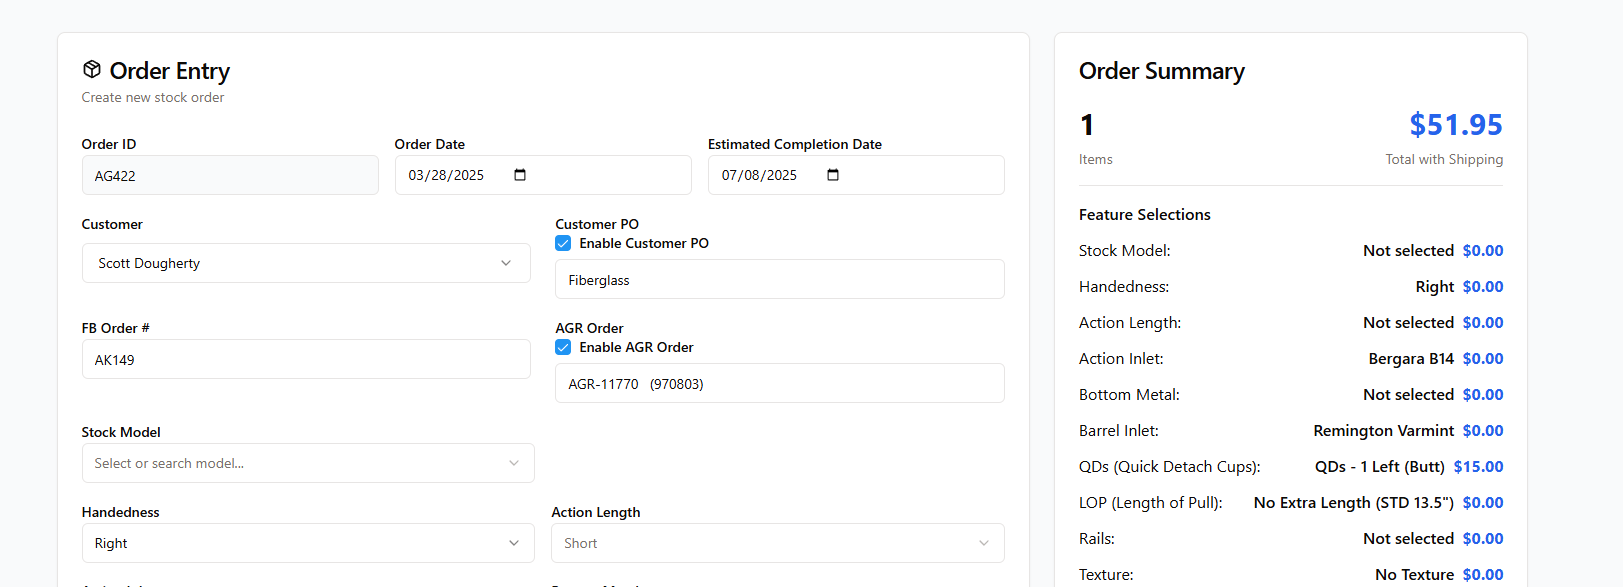 Order Entry
Create new stock order
Order ID
AG422
Order Date
03/28/2025
Estimated Completion Date
07/08/2025
Customer
Scott Dougherty
Customer PO
Enable Customer PO
Fiberglass
FB Order #
AK149
AGR Order
Enable AGR Order
AGR-11770 (970803)
Stock Model
Select or search model...
Handedness
Right
Action Length
Short
Order Summary
1
Items
$51.95
Total with Shipping
Feature Selections
Stock Model: Not selected $0.00
Handedness: Right $0.00
Action Length: Not selected $0.00
Action Inlet: Bergara B14 $0.00
Bottom Metal: Not selected $0.00
Barrel Inlet: Remington Varmint $0.00
QDs (Quick Detach Cups): QDs - 1 Left (Butt) $15.00
LOP (Length of Pull): No Extra Length (STD 13.5") $0.00
Rails: Not selected $0.00
Texture: No Texture $0.00